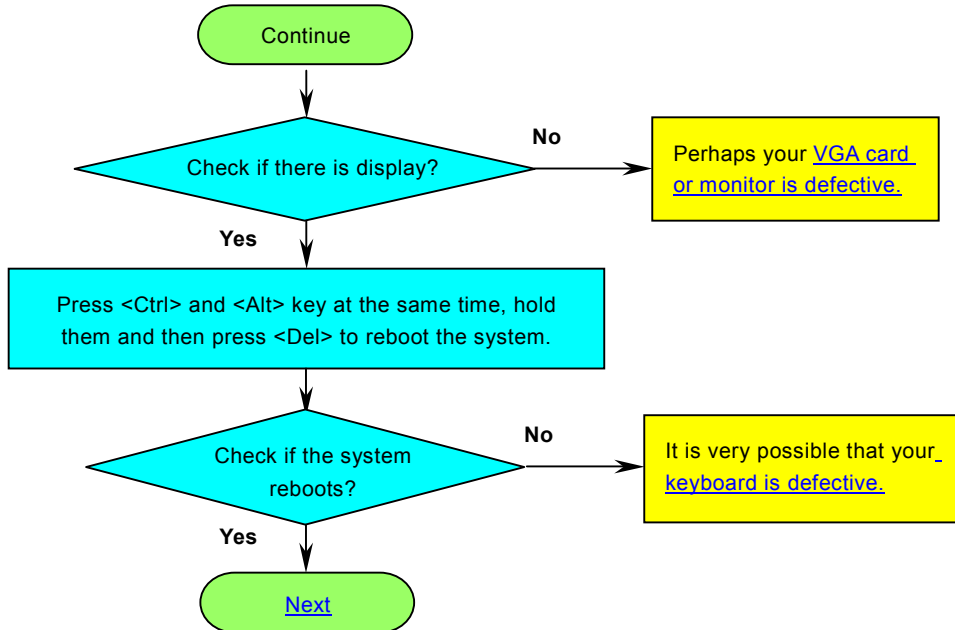 Continue
Check if there is display?
No
Perhaps your VGA card
or monitor is defective.
Yes
Press <Ctrl> and <Alt> key at the same time, hold
them and then press <Del> to reboot the system.
Check if the system
reboots?
No
It is very possible that your
keyboard is defective.
Yes
Next